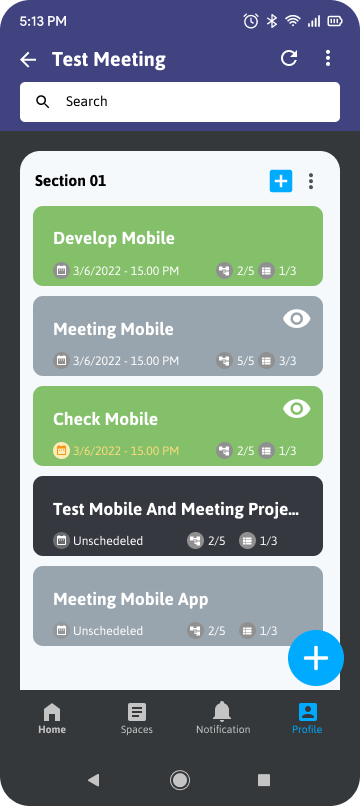 5:13 PM
Test Meeting
Search
Section 01
Develop Mobile
3/6/2022 - 15.00 PM 2/5 1/3
Meeting Mobile
3/6/2022 - 15.00 PM 5/5 3/3
Check Mobile
3/6/2022 - 15.00 PM 2/5 1/3
Test Mobile And Meeting Proje...
Unschedeled 2/5 1/3
Meeting Mobile App
Unschedeled 2/5 1/3
Home Spaces Notification Profile